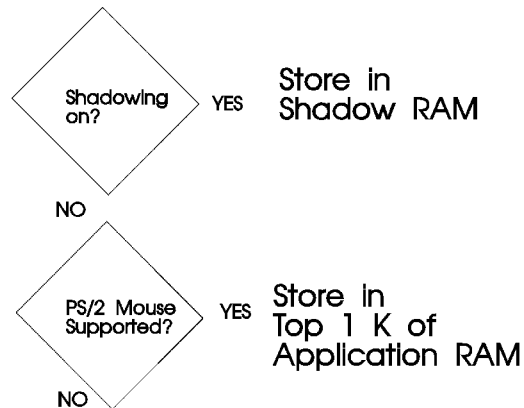 Shadowing
on?
YES
Store in
Shadow RAM
NO
PS/2 Mouse
Supported?
YES
Store in
Top 1 K of
Application RAM
NO